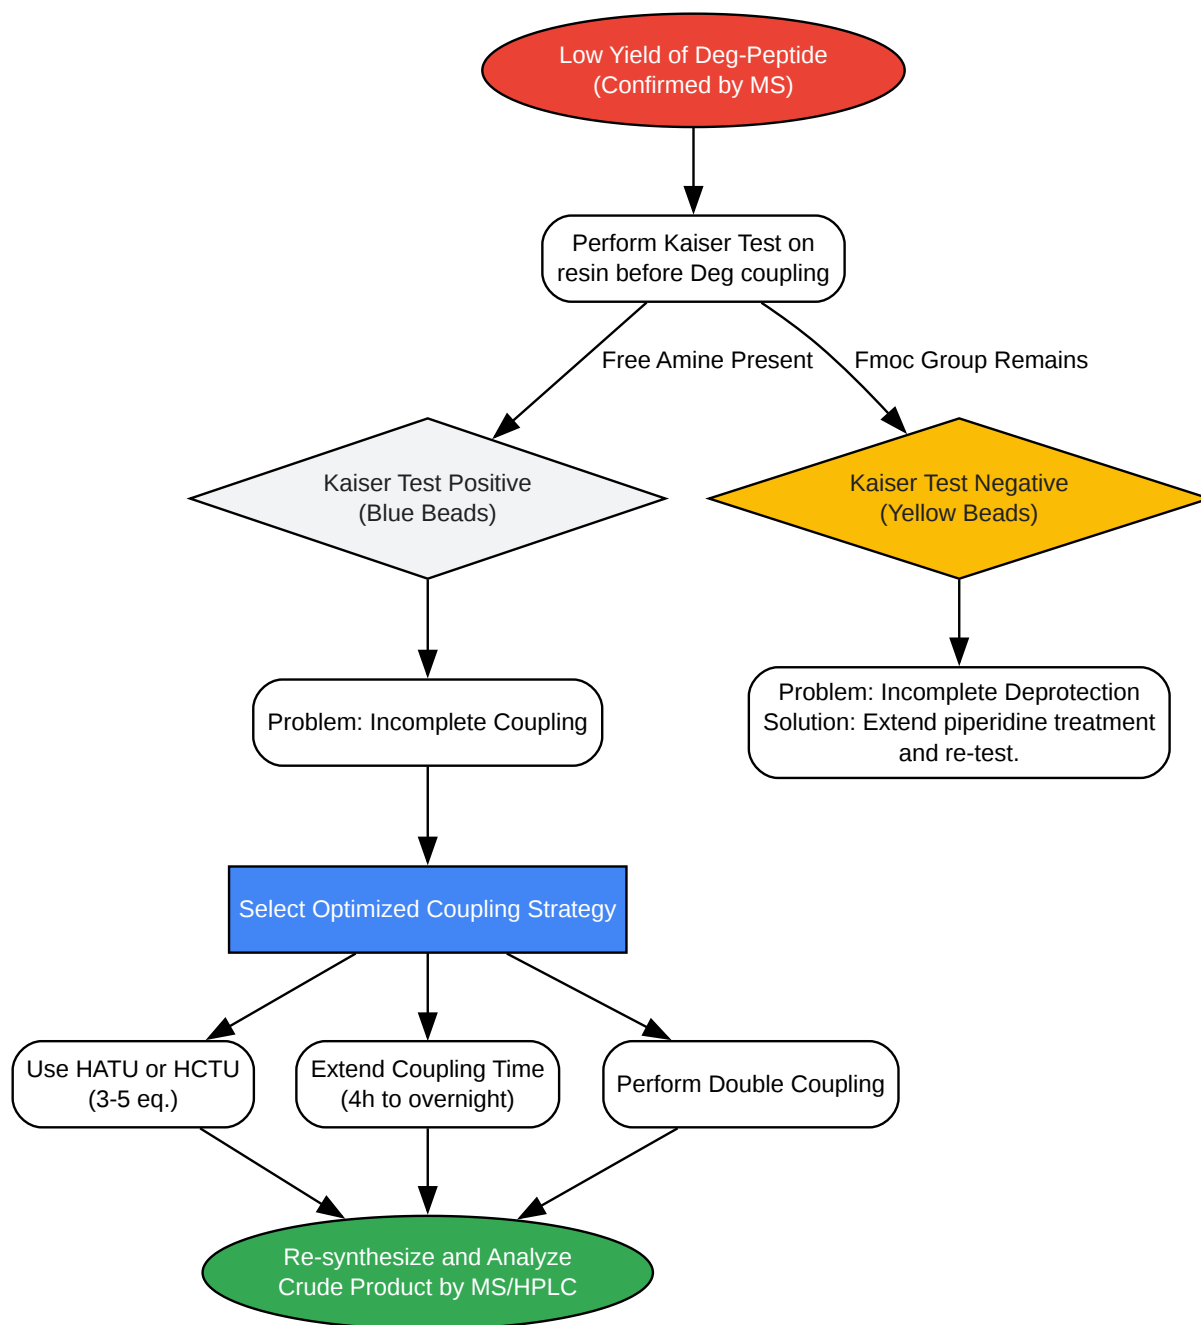 Low Yield of Deg-Peptide
(Confirmed by MS)
Perform Kaiser Test on
resin before Deg coupling
Free Amine Present
Fmoc Group Remains
Kaiser Test Positive
(Blue Beads)
Kaiser Test Negative
(Yellow Beads)
Problem: Incomplete Coupling
Problem: Incomplete Deprotection
Solution: Extend piperidine treatment
and re-test.
Select Optimized Coupling Strategy
Use HATU or HCTU
(3-5 eq.)
Extend Coupling Time
(4h to overnight)
Perform Double Coupling
Re-synthesize and Analyze
Crude Product by MS/HPLC